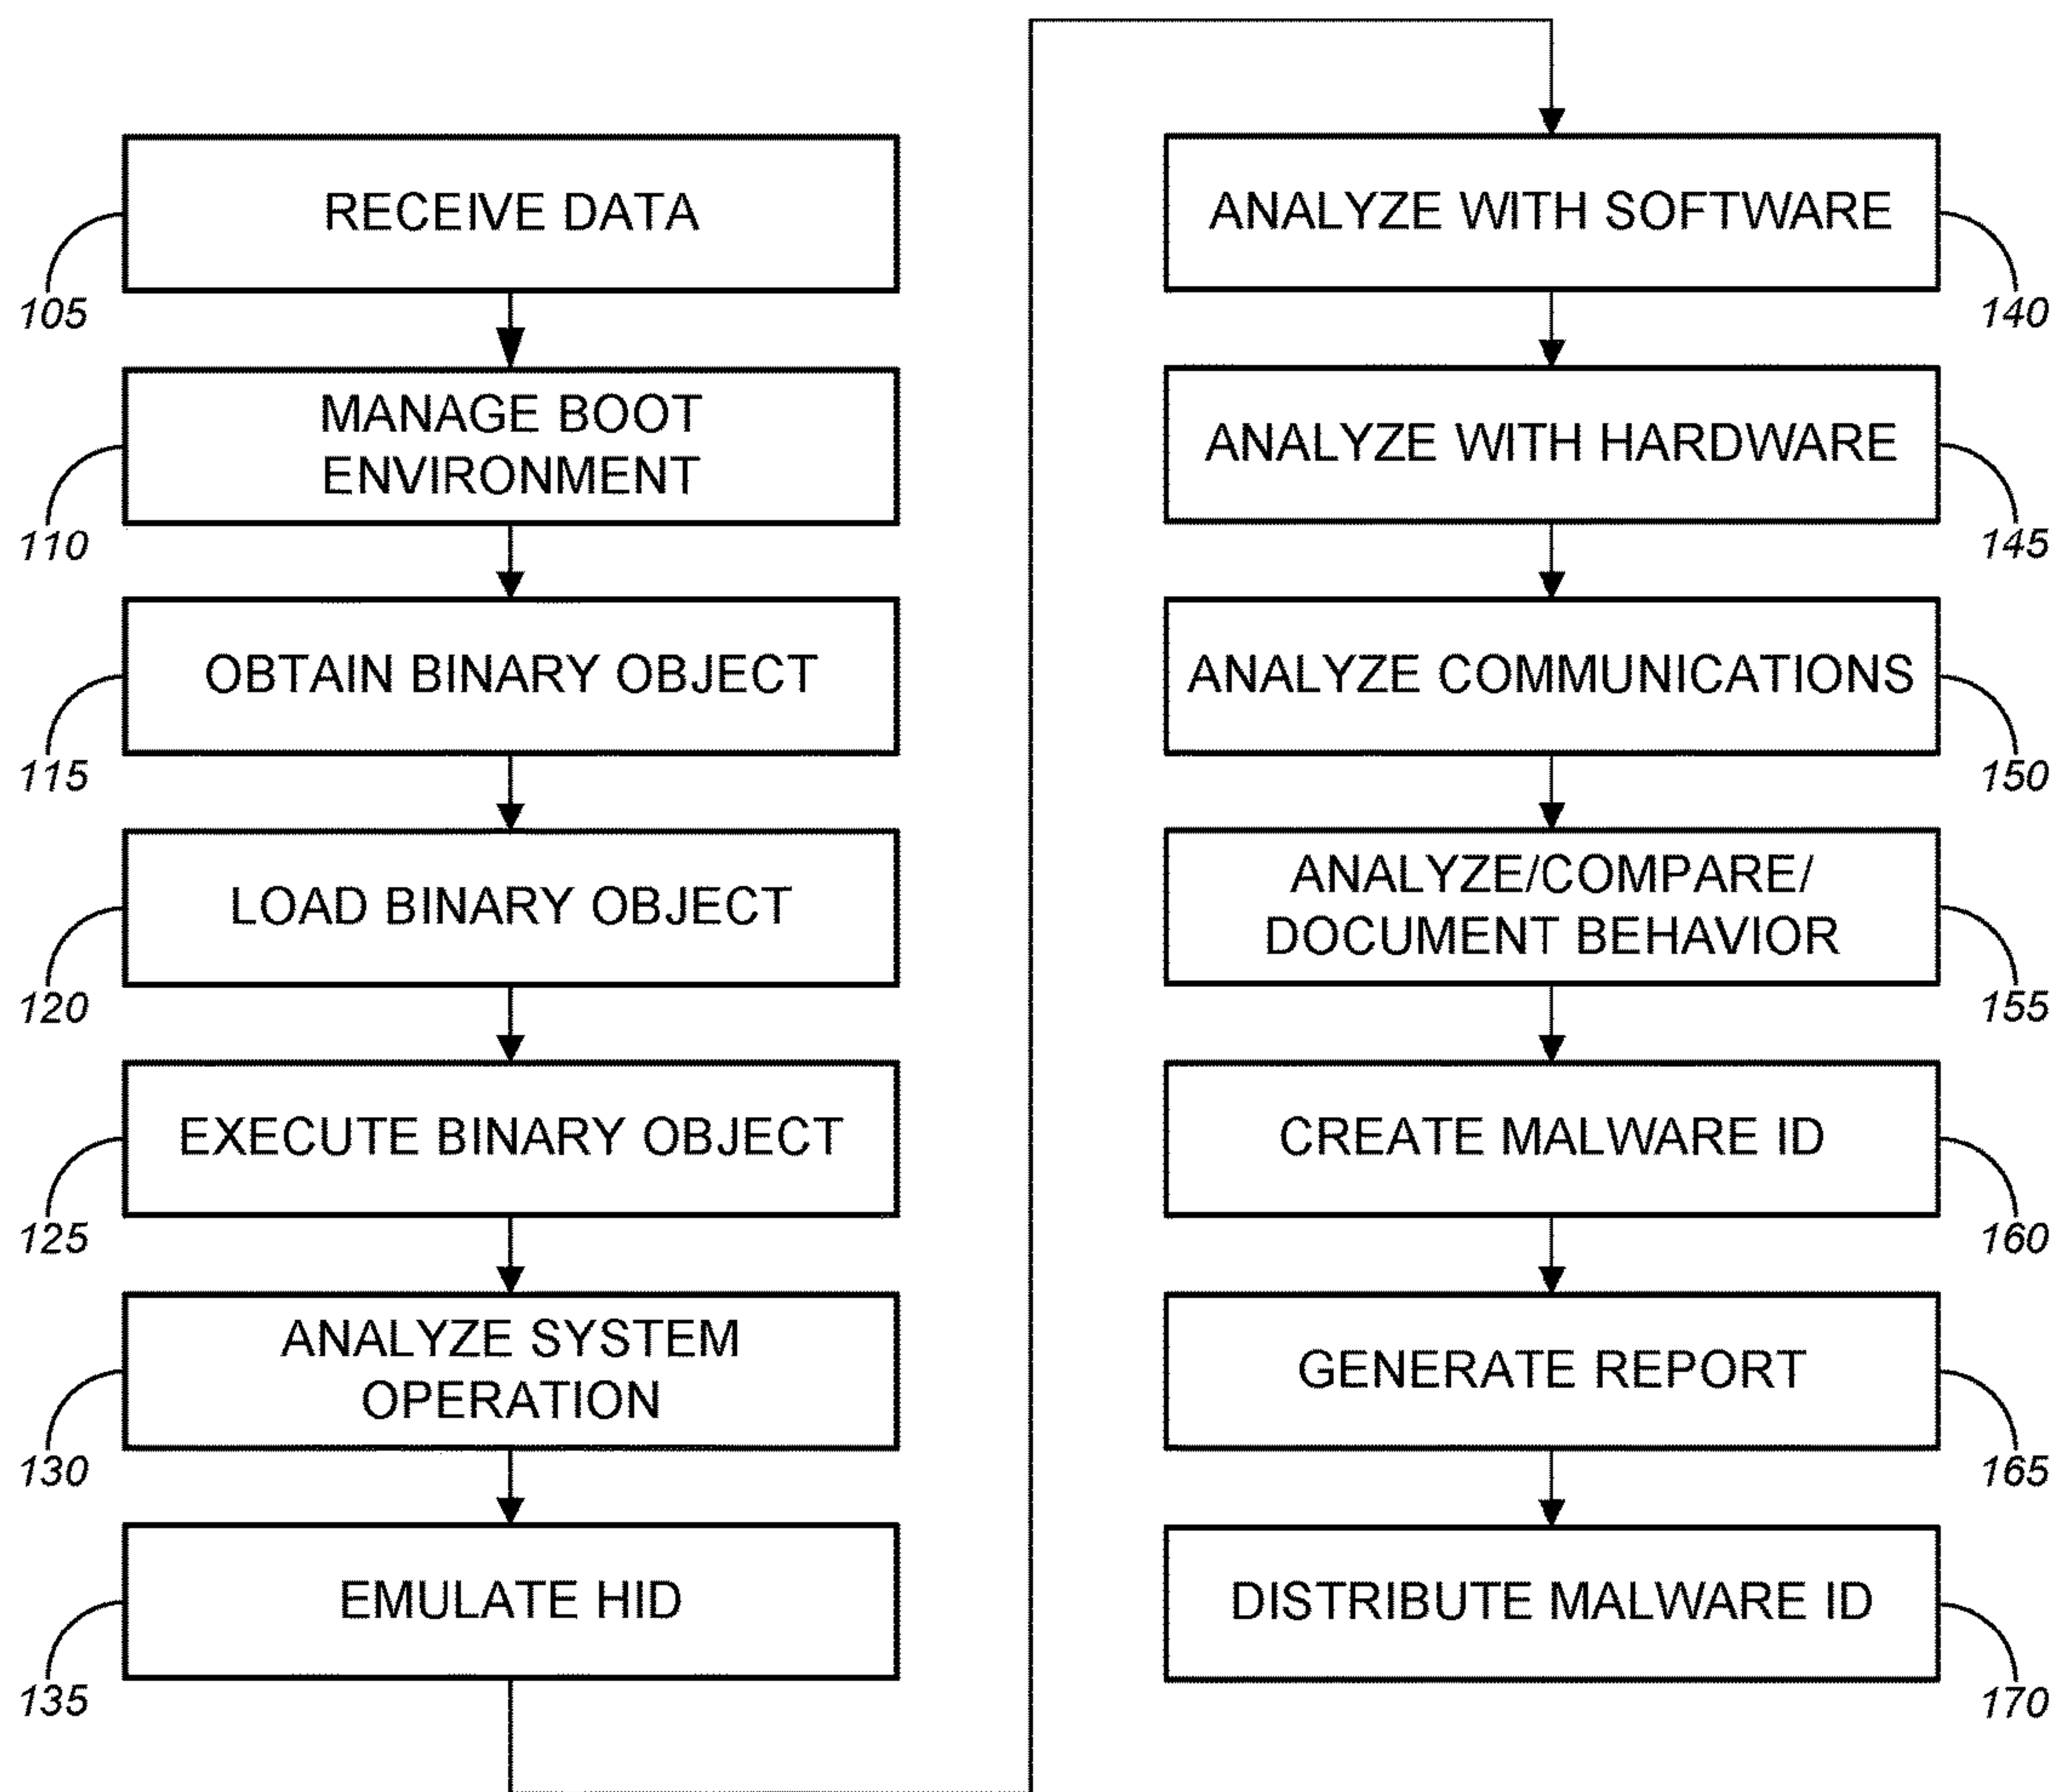 RECEIVE DATA
105
MANAGE BOOT
ENVIRONMENT
110
OBTAIN BINARY OBJECT
115
LOAD BINARY OBJECT
120
EXECUTE BINARY OBJECT
125
ANALYZE SYSTEM
OPERATION
130
EMULATE HID
135
ANALYZE WITH SOFTWARE
140
ANALYZE WITH HARDWARE
145
ANALYZE COMMUNICATIONS
150
ANALYZE/COMPARE/
DOCUMENT BEHAVIOR
155
CREATE MALWARE ID
160
GENERATE REPORT
165
DISTRIBUTE MALWARE ID
170